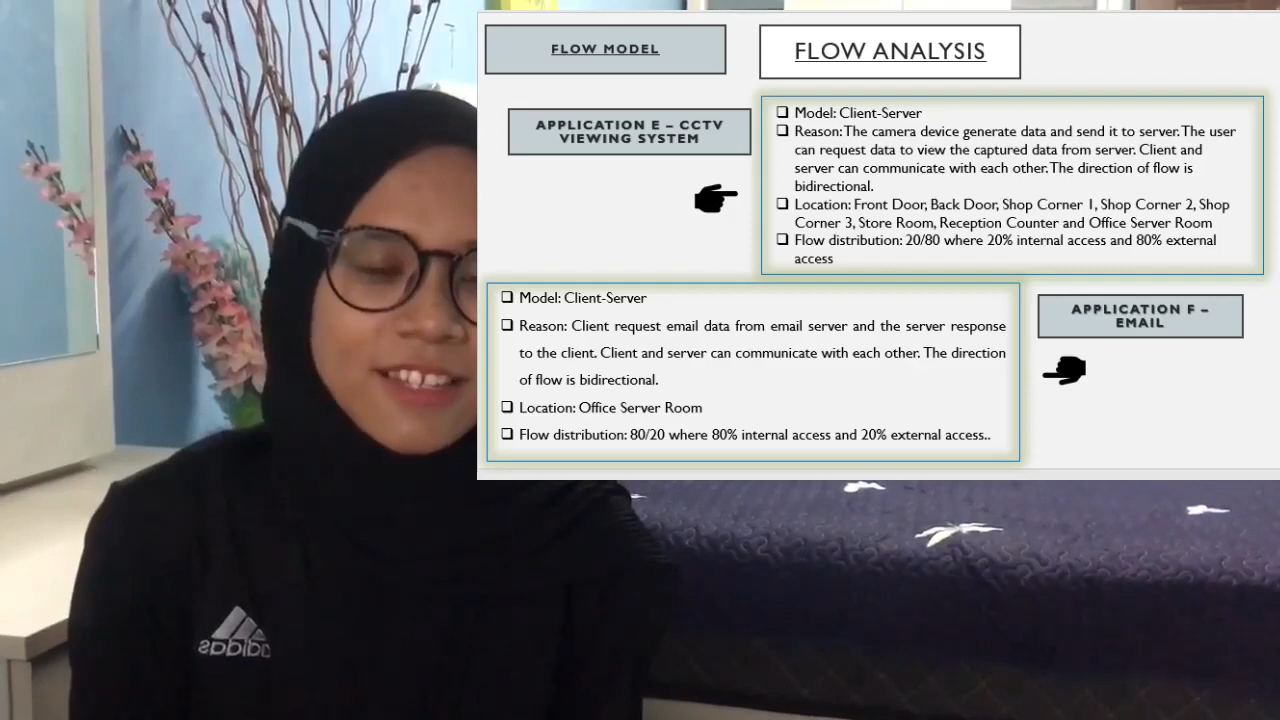 FLOW MODEL
FLOW ANALYSIS
APPLICATION E – CCTV
VIEWING SYSTEM
❑ Model: Client-Server
❑ Reason: The camera device generate data and send it to server. The user
can request data to view the captured data from server. Client and
server can communicate with each other. The direction of flow is
bidirectional.
❑ Location: Front Door, Back Door, Shop Corner 1, Shop Corner 2, Shop
Corner 3, Store Room, Reception Counter and Office Server Room
❑ Flow distribution: 20/80 where 20% internal access and 80% external
access
❑ Model: Client-Server
❑ Reason: Client request email data from email server and the server response
to the client. Client and server can communicate with each other. The direction
of flow is bidirectional.
❑ Location: Office Server Room
❑ Flow distribution: 80/20 where 80% internal access and 20% external access..
APPLICATION F –
EMAIL
adidas